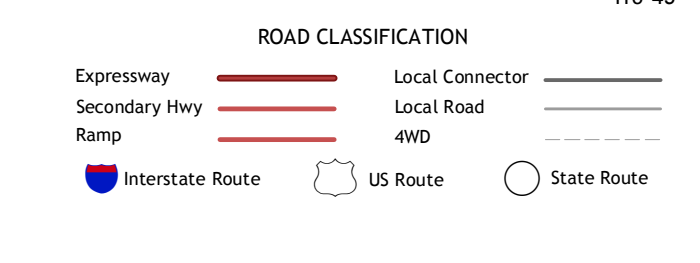 ROAD CLASSIFICATION
Expressway
Local Connector
Secondary Hwy
Local Road
Ramp
4WD
Interstate Route
US Route
State Route